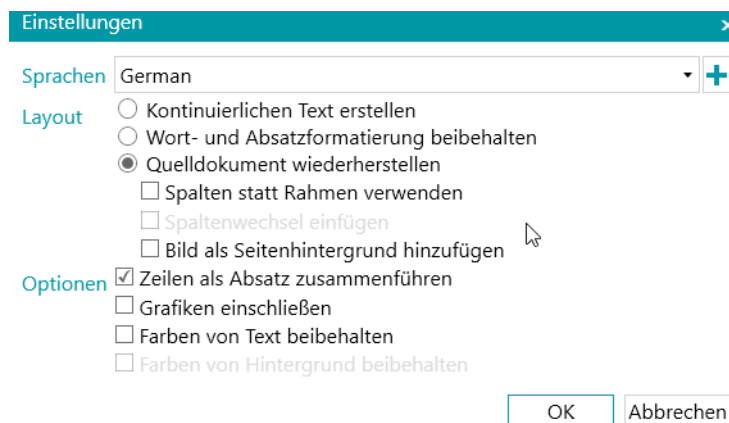 Einstellungen
Sprachen German
Layout Kontinuierlichen Text erstellen
Wort- und Absatzformatierung beibehalten
Quelldokument wiederherstellen
Spalten statt Rahmen verwenden
Spaltenwechsel einfügen
Bild als Seitenhintergrund hinzufügen
Optionen Zeilen als Absatz zusammenführen
Grafiken einschließen
Farben von Text beibehalten
Farben von Hintergrund beibehalten
OK Abbrechen